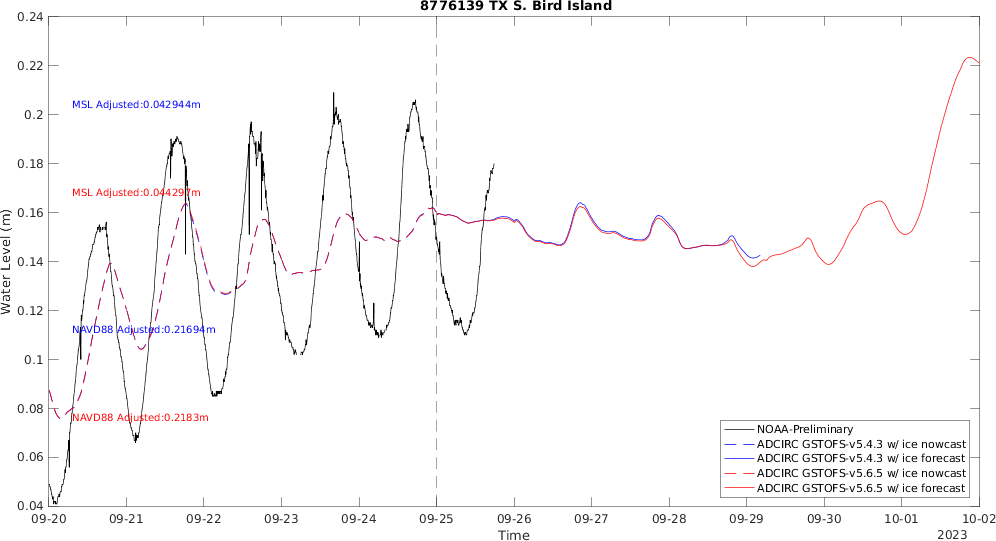 8776139 TX S. Bird Island
0.24
0.22
0.2
0.18
0.16
0.14
0.12
0.1
0.08
0.06
0.04
Water Level (m)
MSL Adjusted:0.042944m
MSL Adjusted:0.044297m
NAVD88 Adjusted:0.21694m
NAVD88 Adjusted:0.2183m
NOAA-Preliminary
ADCIRC GSTOFS-v5.4.3 w/ ice nowcast
ADCIRC GSTOFS-v5.4.3 w/ ice forecast
ADCIRC GSTOFS-v5.6.5 w/ ice nowcast
ADCIRC GSTOFS-v5.6.5 w/ ice forecast
09-20 09-21 09-22 09-23 09-24 09-25 09-26 09-27 09-28 09-29 09-30 10-01 10-02
Time
2023